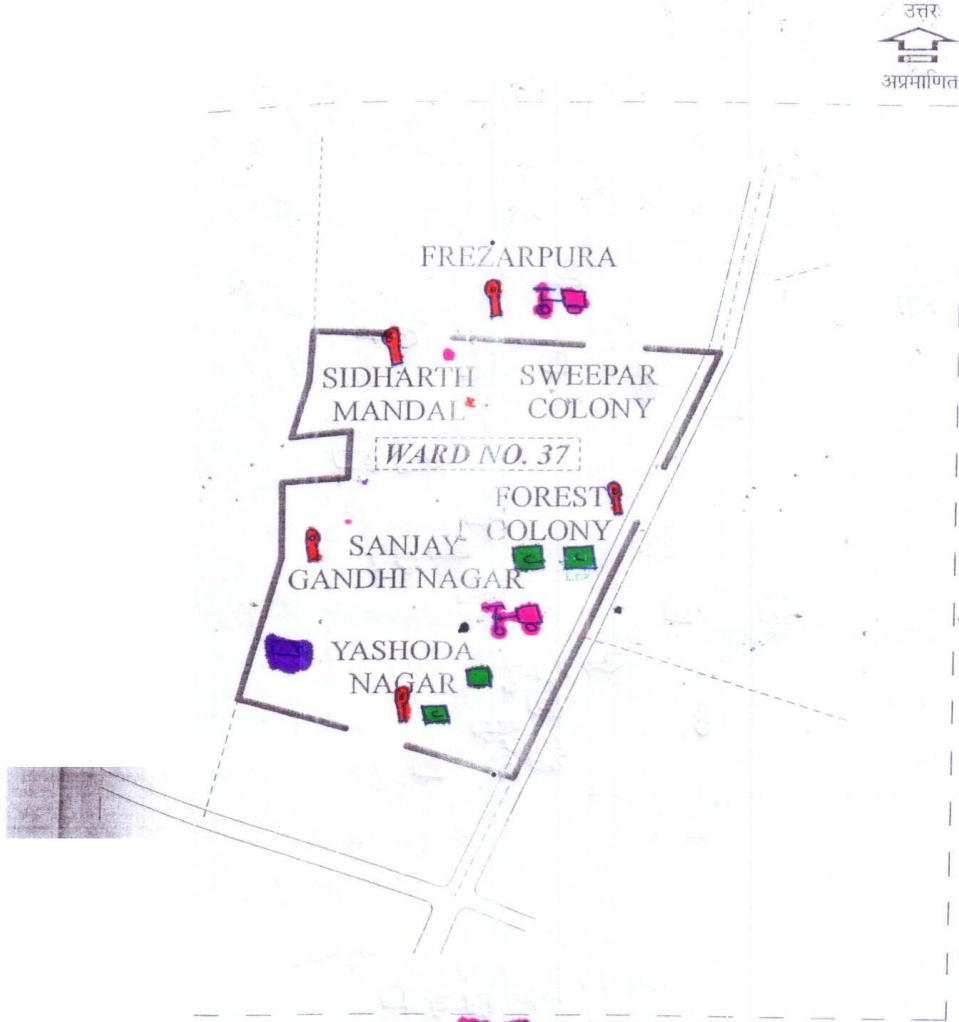 उत्तर
अप्रमाणित
FREZARPURA
SIDHARTH
MANDAL
SWEEPAR
COLONY
WARD NO. 37
FOREST
COLONY
SANJAY
GANDHI NAGAR
YASHODA
NAGAR
C
C
C